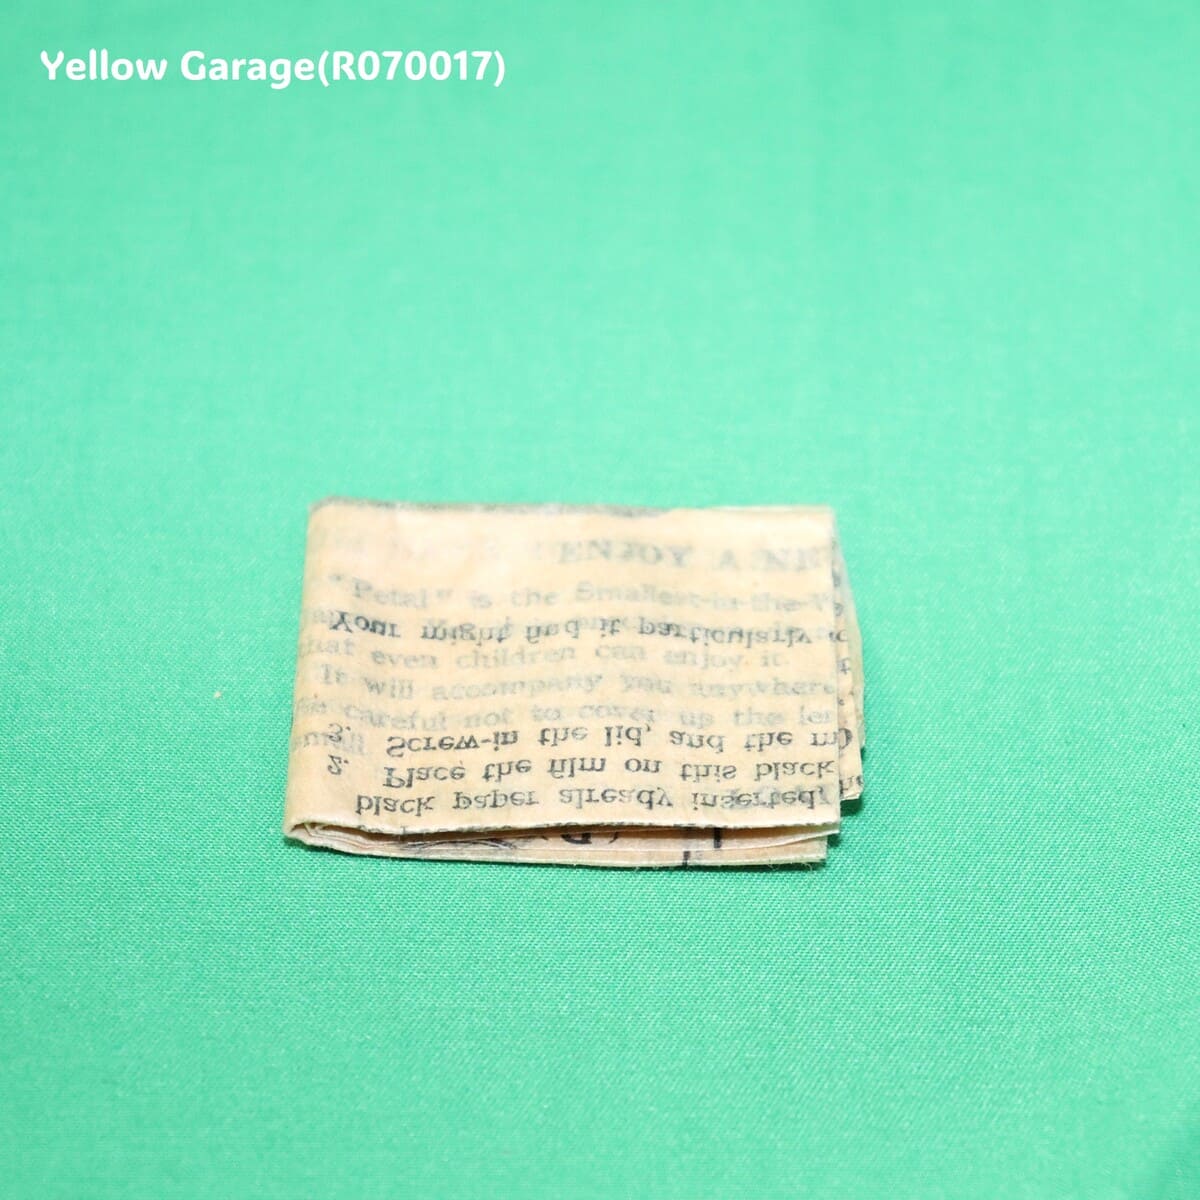 Yellow Garage(R070017)
ENJOY A NE
"Petal" is the Smallest-in-the-
Your might find it particularly
that even children can enjoy it
It will accompany you anywhere
careful not to cover up the
3. Screw-in the lid, and the m
2. Place the film on this black
black paper already inserted,